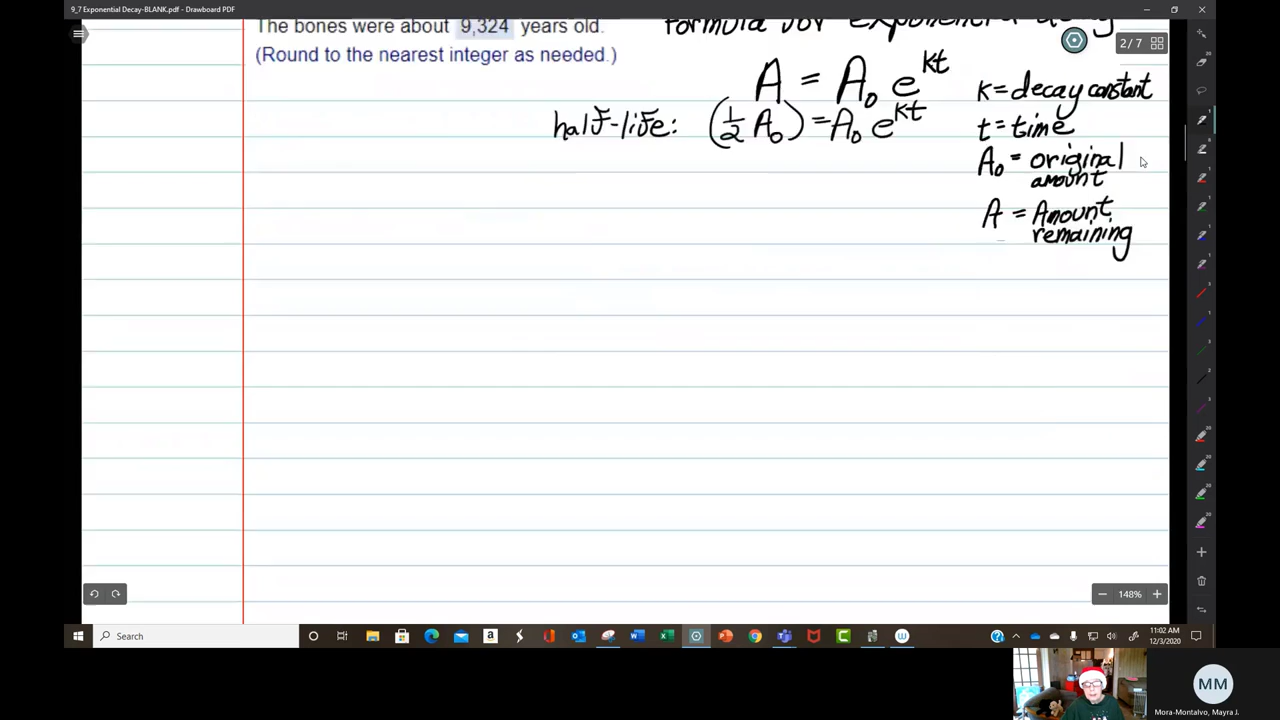 9_7 Exponential Decay-BLANK.pdf - Drawboard PDF
The bones were about 9,324 years old.
(Round to the nearest integer as needed.)
formula for exponential decay
2/7
A = A₀ e^kt
half-life: (½ A₀) = A₀ e^kt
k = decay constant
t = time
A₀ = original
amount
A = Amount
remaining
148%
Search
11:02 AM
12/3/2020
MM
Mora-Montalvo, Mayra J.